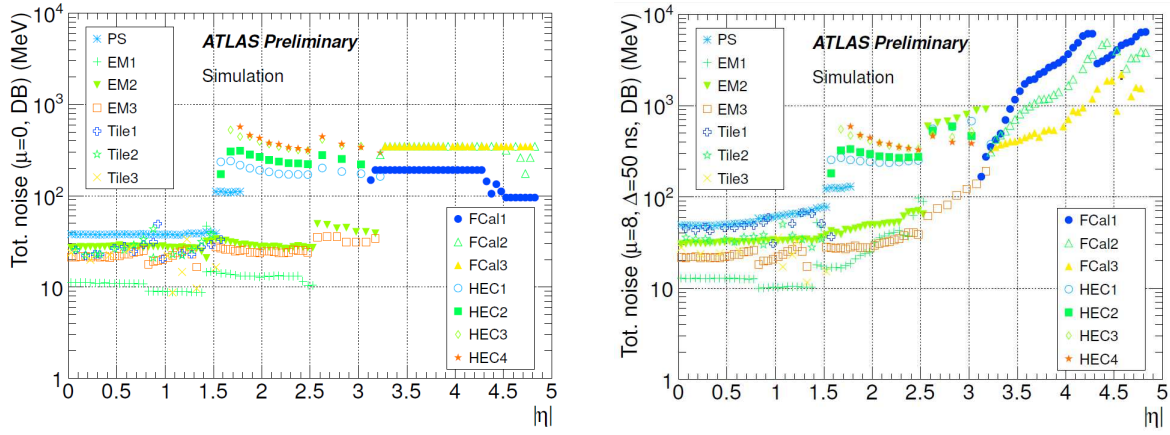 Tot. noise (μ=0, DB) (MeV)
10⁴
10³
10²
10
1
PS
EM1
EM2
EM3
Tile1
Tile2
Tile3
ATLAS Preliminary
Simulation
FCal1
FCal2
FCal3
HEC1
HEC2
HEC3
HEC4
0 0.5 1 1.5 2 2.5 3 3.5 4 4.5 5
|η|
Tot. noise (μ=8, Δ=50 ns, DB) (MeV)
10⁴
10³
10²
10
1
PS
EM1
EM2
EM3
Tile1
Tile2
Tile3
ATLAS Preliminary
Simulation
FCal1
FCal2
FCal3
HEC1
HEC2
HEC3
HEC4
0 0.5 1 1.5 2 2.5 3 3.5 4 4.5 5
|η|